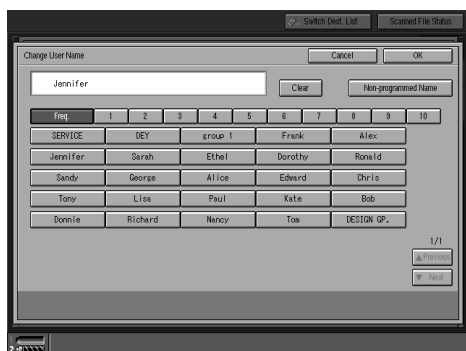 Switch Dest. List Scanned File Status
Change User Name Cancel OK
Jennifer Clear Non-programmed Name
Freq. 1 2 3 4 5 6 7 8 9 10
SERVICE DEY group 1 Frank Alex
Jennifer Sarah Ethel Dorothy Ronald
Sandy George Alice Edward Chris
Tony Lisa Paul Kate Bob
Donnie Richard Nancy Tom DESIGN GP.
1/1
▲Previous
▼ Next